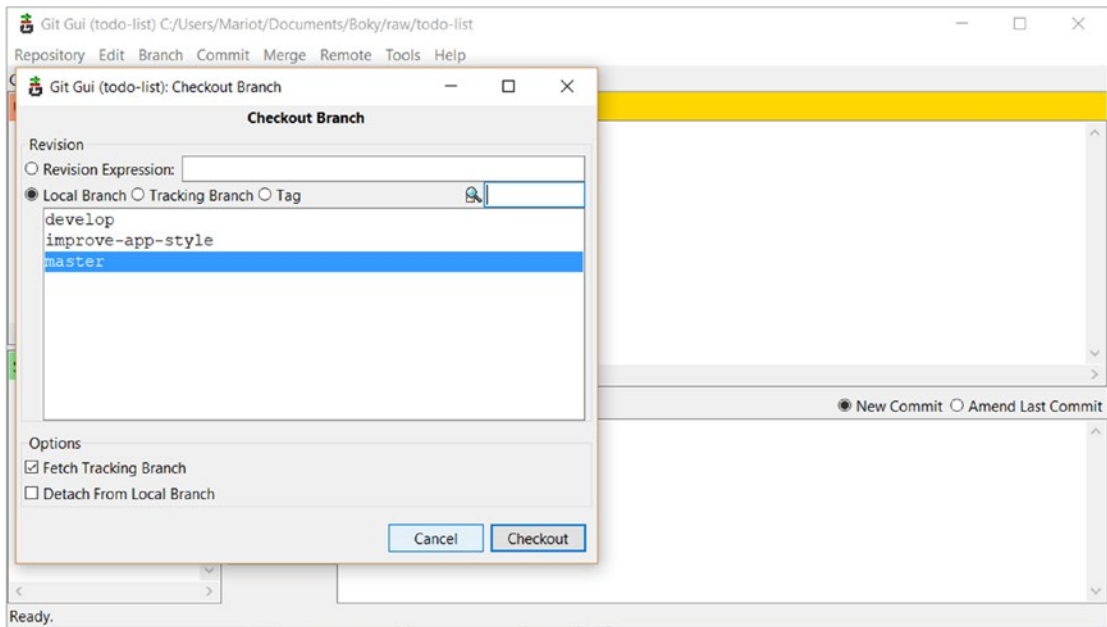 Git Gui (todo-list) C:/Users/Mariot/Documents/Boky/raw/todo-list
Repository Edit Branch Commit Merge Remote Tools Help
Git Gui (todo-list): Checkout Branch
Checkout Branch
Revision
Revision Expression:
Local Branch Tracking Branch Tag
develop
improve-app-style
master
New Commit Amend Last Commit
Options
Fetch Tracking Branch
Detach From Local Branch
Cancel Checkout
Ready.